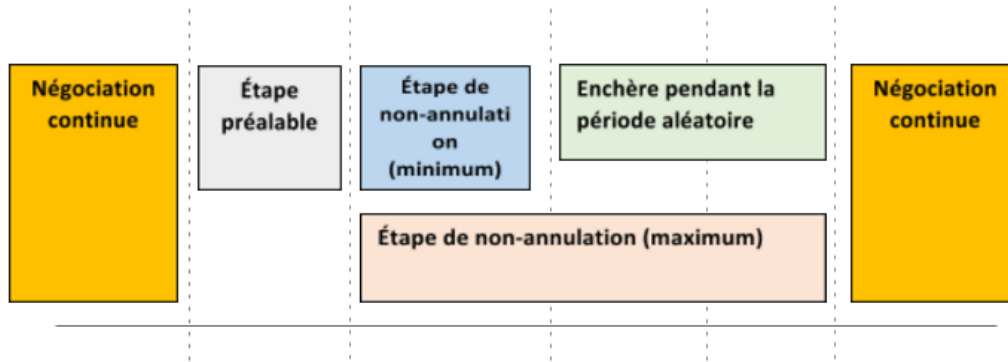 Négociation
continue
Étape
préalable
Étape de
non-annulati
on
(minimum)
Enchère pendant la
période aléatoire
Négociation
continue
Étape de non-annulation (maximum)